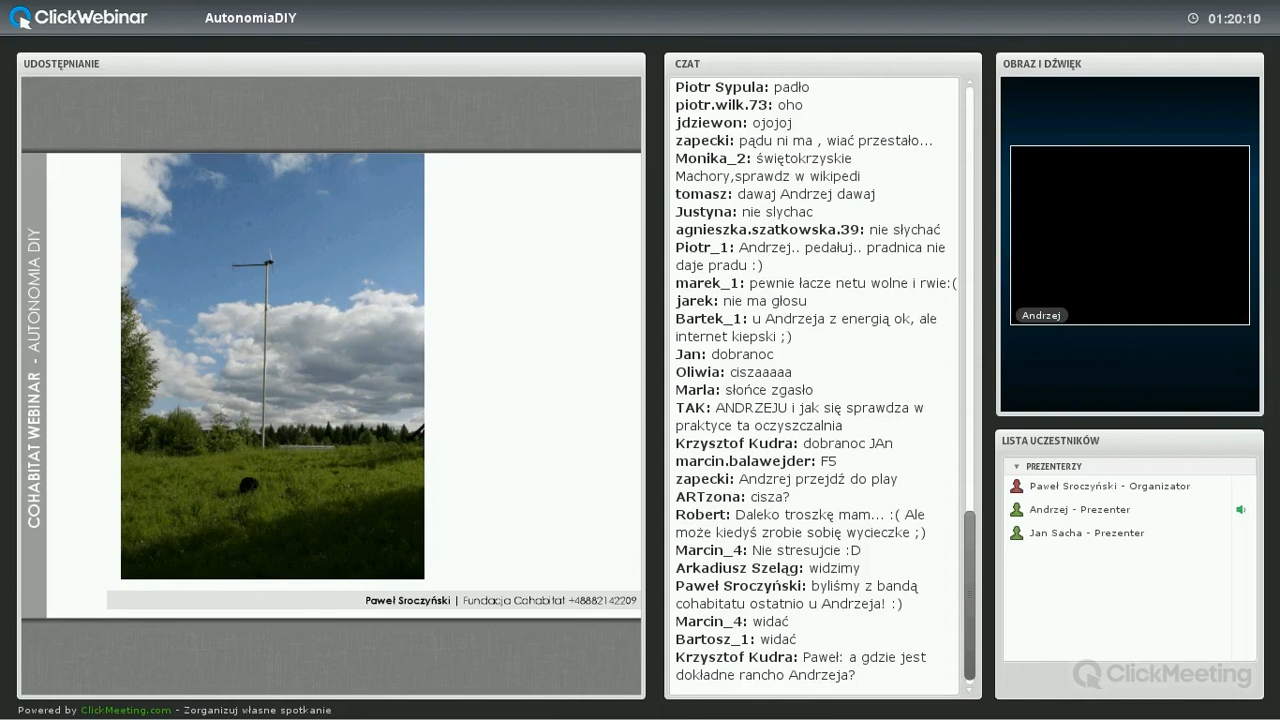 ClickWebinar
AutonomiaDIY
01:20:10
UDOSTĘPNIANIE
COHABITAT WEBINAR - AUTONOMIA DIY
Paweł Sroczyński | Fundacja Cohabitat +48882142209
CZAT
Piotr Sypula: padło
piotr.wilk.73: oho
jdziewon: ojojoj
zapecki: pądu ni ma , wiać przestało...
Monika_2: świętokrzyskie
Machory,sprawdz w wikipedi
tomasz: dawaj Andrzej dawaj
Justyna: nie slychac
agnieszka.szatkowska.39: nie słychać
Piotr_1: Andrzej.. pedałuj.. pradnica nie
daje pradu :)
marek_1: pewnie łacze netu wolne i rwie:(
jarek: nie ma głosu
Bartek_1: u Andrzeja z energią ok, ale
internet kiepski ;)
Jan: dobranoc
Oliwia: ciszaaaaa
Marla: słońce zgasło
TAK: ANDRZEJU i jak się sprawdza w
praktyce ta oczyszczalnia
Krzysztof Kudra: dobranoc JAn
marcin.balawejder: F5
zapecki: Andzrej przejdź do play
ARTzona: cisza?
Robert: Daleko troszkę mam... :( Ale
może kiedyś zrobie sobię wycieczke ;)
Marcin_4: Nie stresujcie :D
Arkadiusz Szeląg: widzimy
Paweł Sroczyński: byliśmy z bandą
cohabitatu ostatnio u Andrzeja! :)
Marcin_4: widać
Bartosz_1: widać
Krzysztof Kudra: Paweł: a gdzie jest
dokładne rancho Andrzeja?
OBRAZ I DŹWIĘK
Andrzej
LISTA UCZESTNIKÓW
PREZENTERZY
Paweł Sroczyński - Organizator
Andrzej - Prezenter
Jan Sacha - Prezenter
ClickMeeting
Powered by ClickMeeting.com - Zorganizuj własne spotkanie